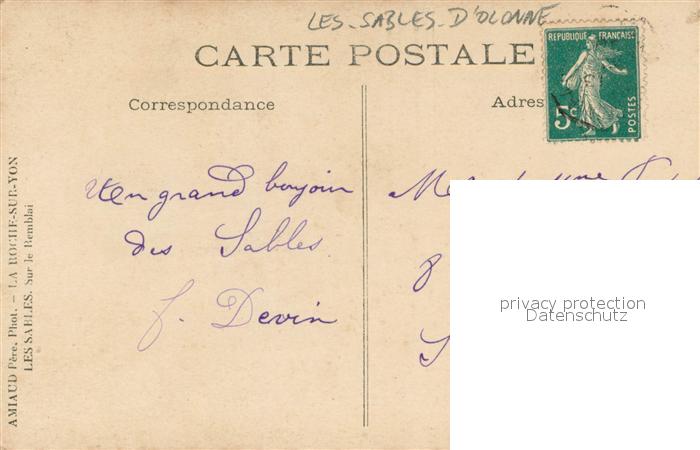 LES-SABLES-D'OLONNE
CARTE POSTALE
REPUBLIQUE FRANÇAISE
5c
POSTES
Correspondance
Adres
Un grand bonjour
des Sables
f. Devin
8
privacy protection
Datenschutz
AMIAUD Père, Phot. - LA ROCHE-SUR-YON
LES SABLES. Sur le Remblai